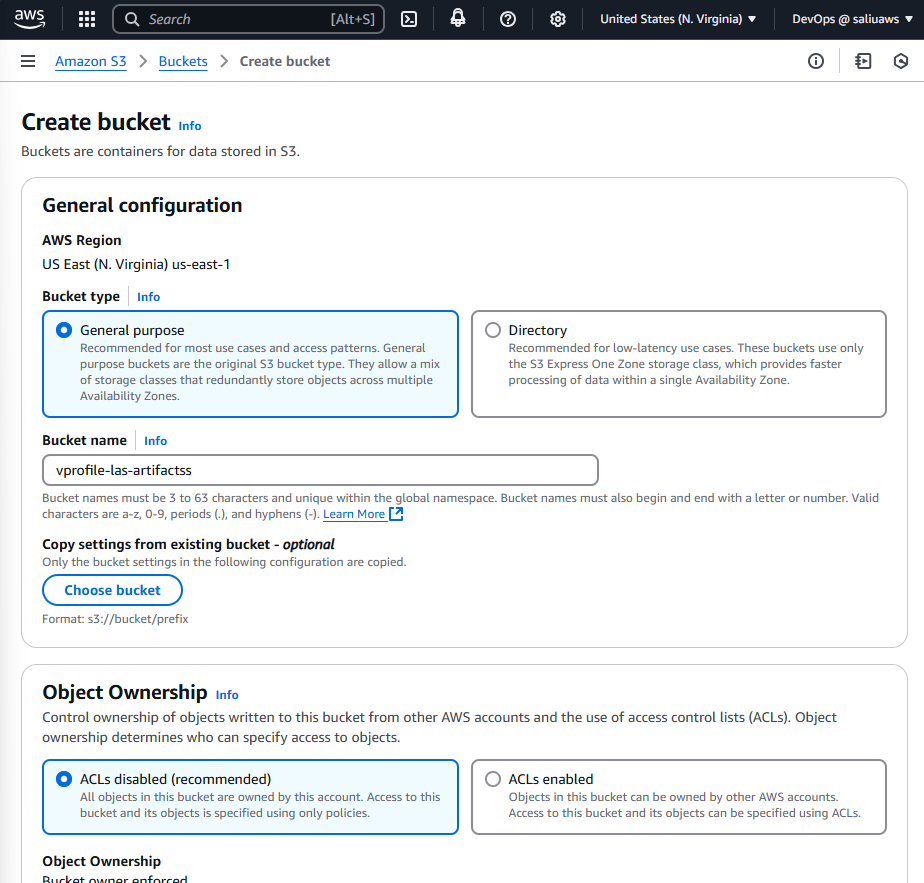 aws
Search [Alt+S] United States (N. Virginia) ▼ DevOps @ saliuaws ▼
Amazon S3 > Buckets > Create bucket
Create bucket Info
Buckets are containers for data stored in S3.
General configuration
AWS Region
US East (N. Virginia) us-east-1
Bucket type Info
General purpose
Recommended for most use cases and access patterns. General
purpose buckets are the original S3 bucket type. They allow a mix
of storage classes that redundantly store objects across multiple
Availability Zones.
Directory
Recommended for low-latency use cases. These buckets use only
the S3 Express One Zone storage class, which provides faster
processing of data within a single Availability Zone.
Bucket name Info
vprofile-las-artifactss
Bucket names must be 3 to 63 characters and unique within the global namespace. Bucket names must also begin and end with a letter or number. Valid
characters are a-z, 0-9, periods (.), and hyphens (-). Learn More
Copy settings from existing bucket - optional
Only the bucket settings in the following configuration are copied.
Choose bucket
Format: s3://bucket/prefix
Object Ownership Info
Control ownership of objects written to this bucket from other AWS accounts and the use of access control lists (ACLs). Object
ownership determines who can specify access to objects.
ACLs disabled (recommended)
All objects in this bucket are owned by this account. Access to this
bucket and its objects is specified using only policies.
ACLs enabled
Objects in this bucket can be owned by other AWS accounts.
Access to this bucket and its objects can be specified using ACLs.
Object Ownership
Bucket owner enforced